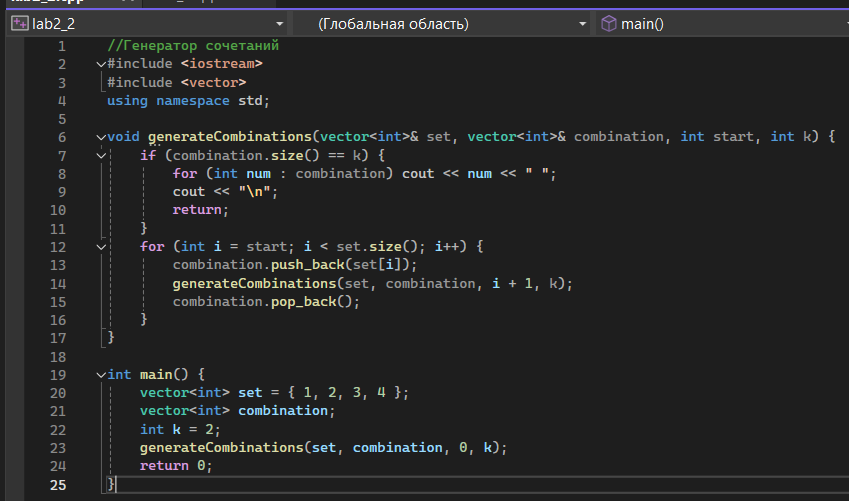 lab2_2 (Глобальная область) main()
1 //Генератор сочетаний
2 #include <iostream>
3 #include <vector>
4 using namespace std;
5
6 void generateCombinations(vector<int>& set, vector<int>& combination, int start, int k) {
7 if (combination.size() == k) {
8 for (int num : combination) cout << num << " ";
9 cout << "\n";
10 return;
11 }
12 for (int i = start; i < set.size(); i++) {
13 combination.push_back(set[i]);
14 generateCombinations(set, combination, i + 1, k);
15 combination.pop_back();
16 }
17 }
18
19 int main() {
20 vector<int> set = { 1, 2, 3, 4 };
21 vector<int> combination;
22 int k = 2;
23 generateCombinations(set, combination, 0, k);
24 return 0;
25 }